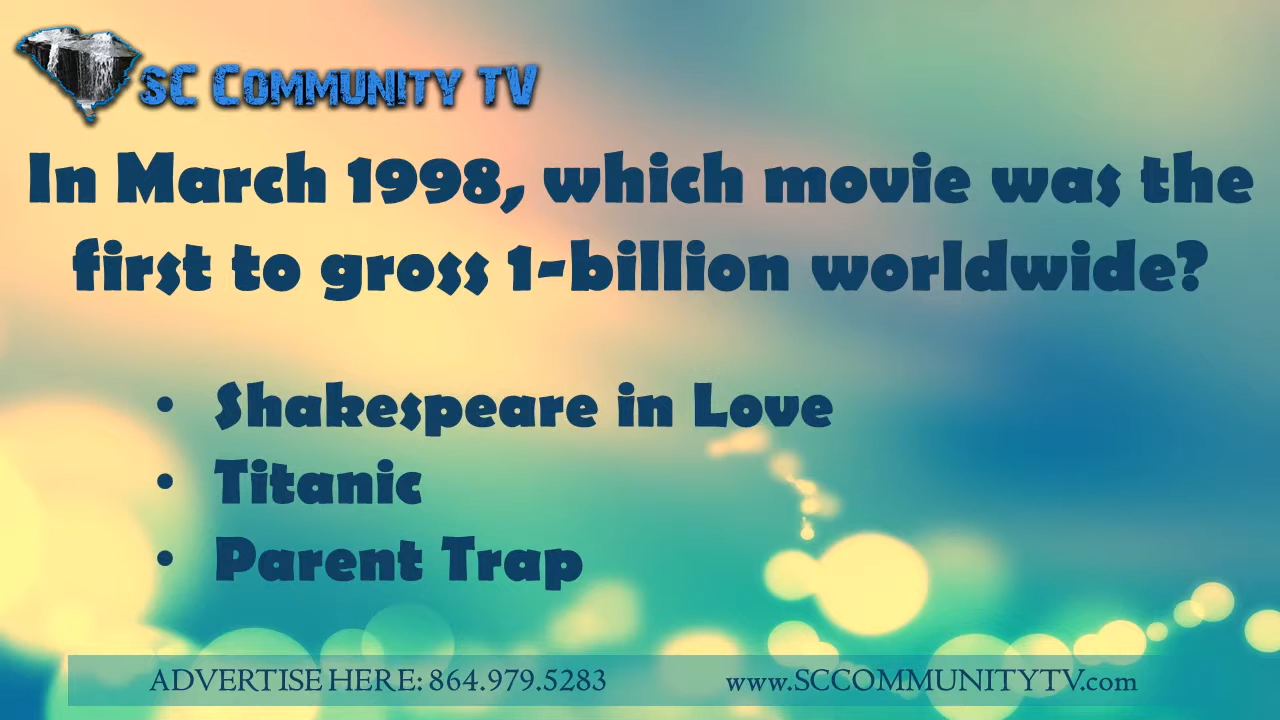 SC COMMUNITY TV
In March 1998, which movie was the
first to gross 1-billion worldwide?
• Shakespeare in Love
• Titanic
• Parent Trap
ADVERTISE HERE: 864.979.5283 www.SCCOMMUNITYTV.com